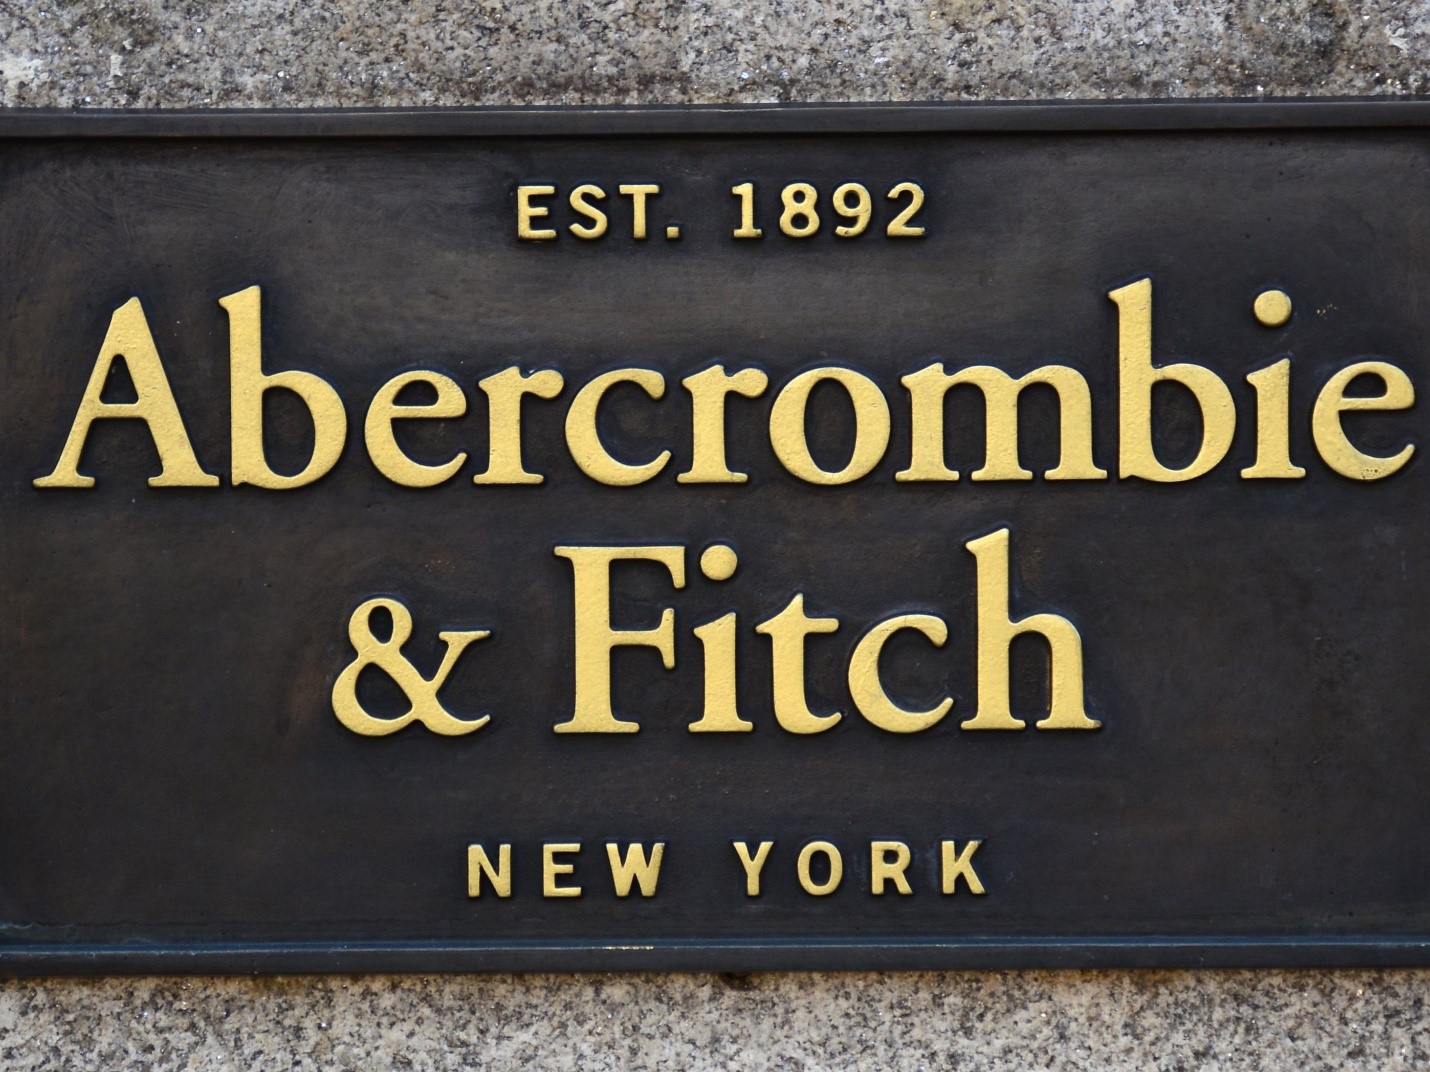 EST. 1892
Abercrombie
& Fitch
NEW YORK